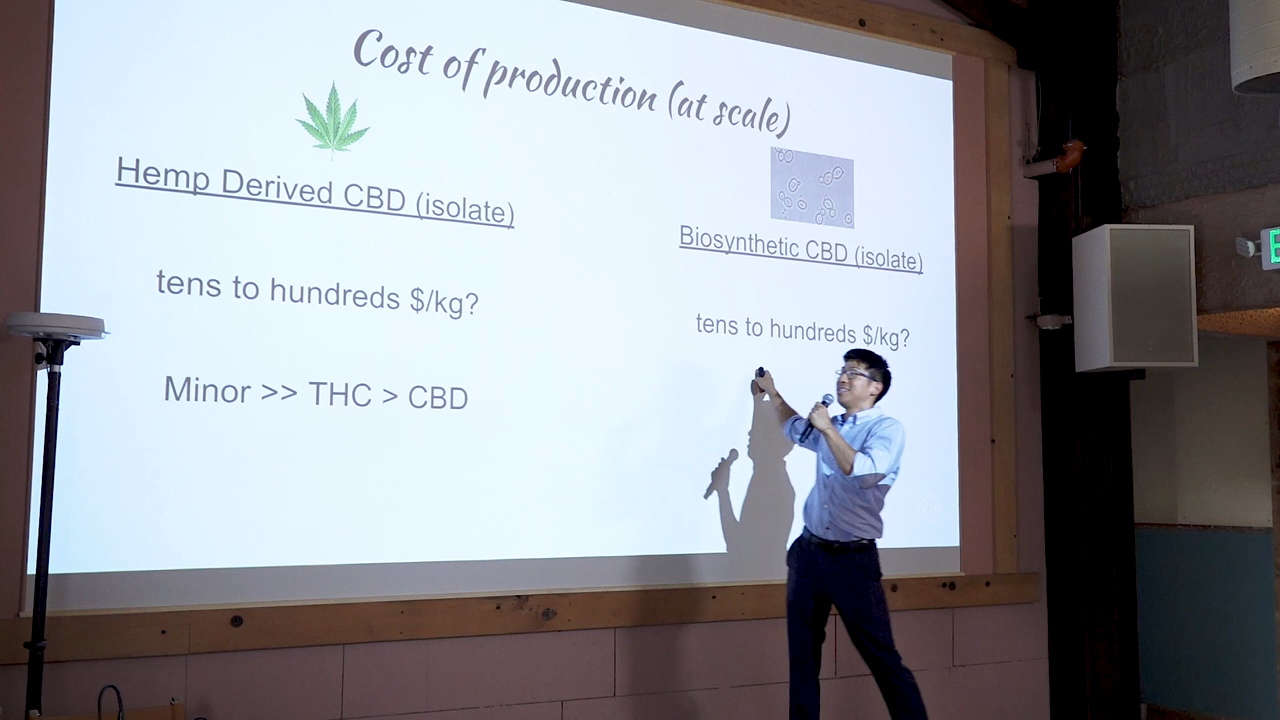 Cost of production (at scale)
Hemp Derived CBD (isolate)
tens to hundreds $/kg?
Minor >> THC > CBD
Biosynthetic CBD (isolate)
tens to hundreds $/kg?
E